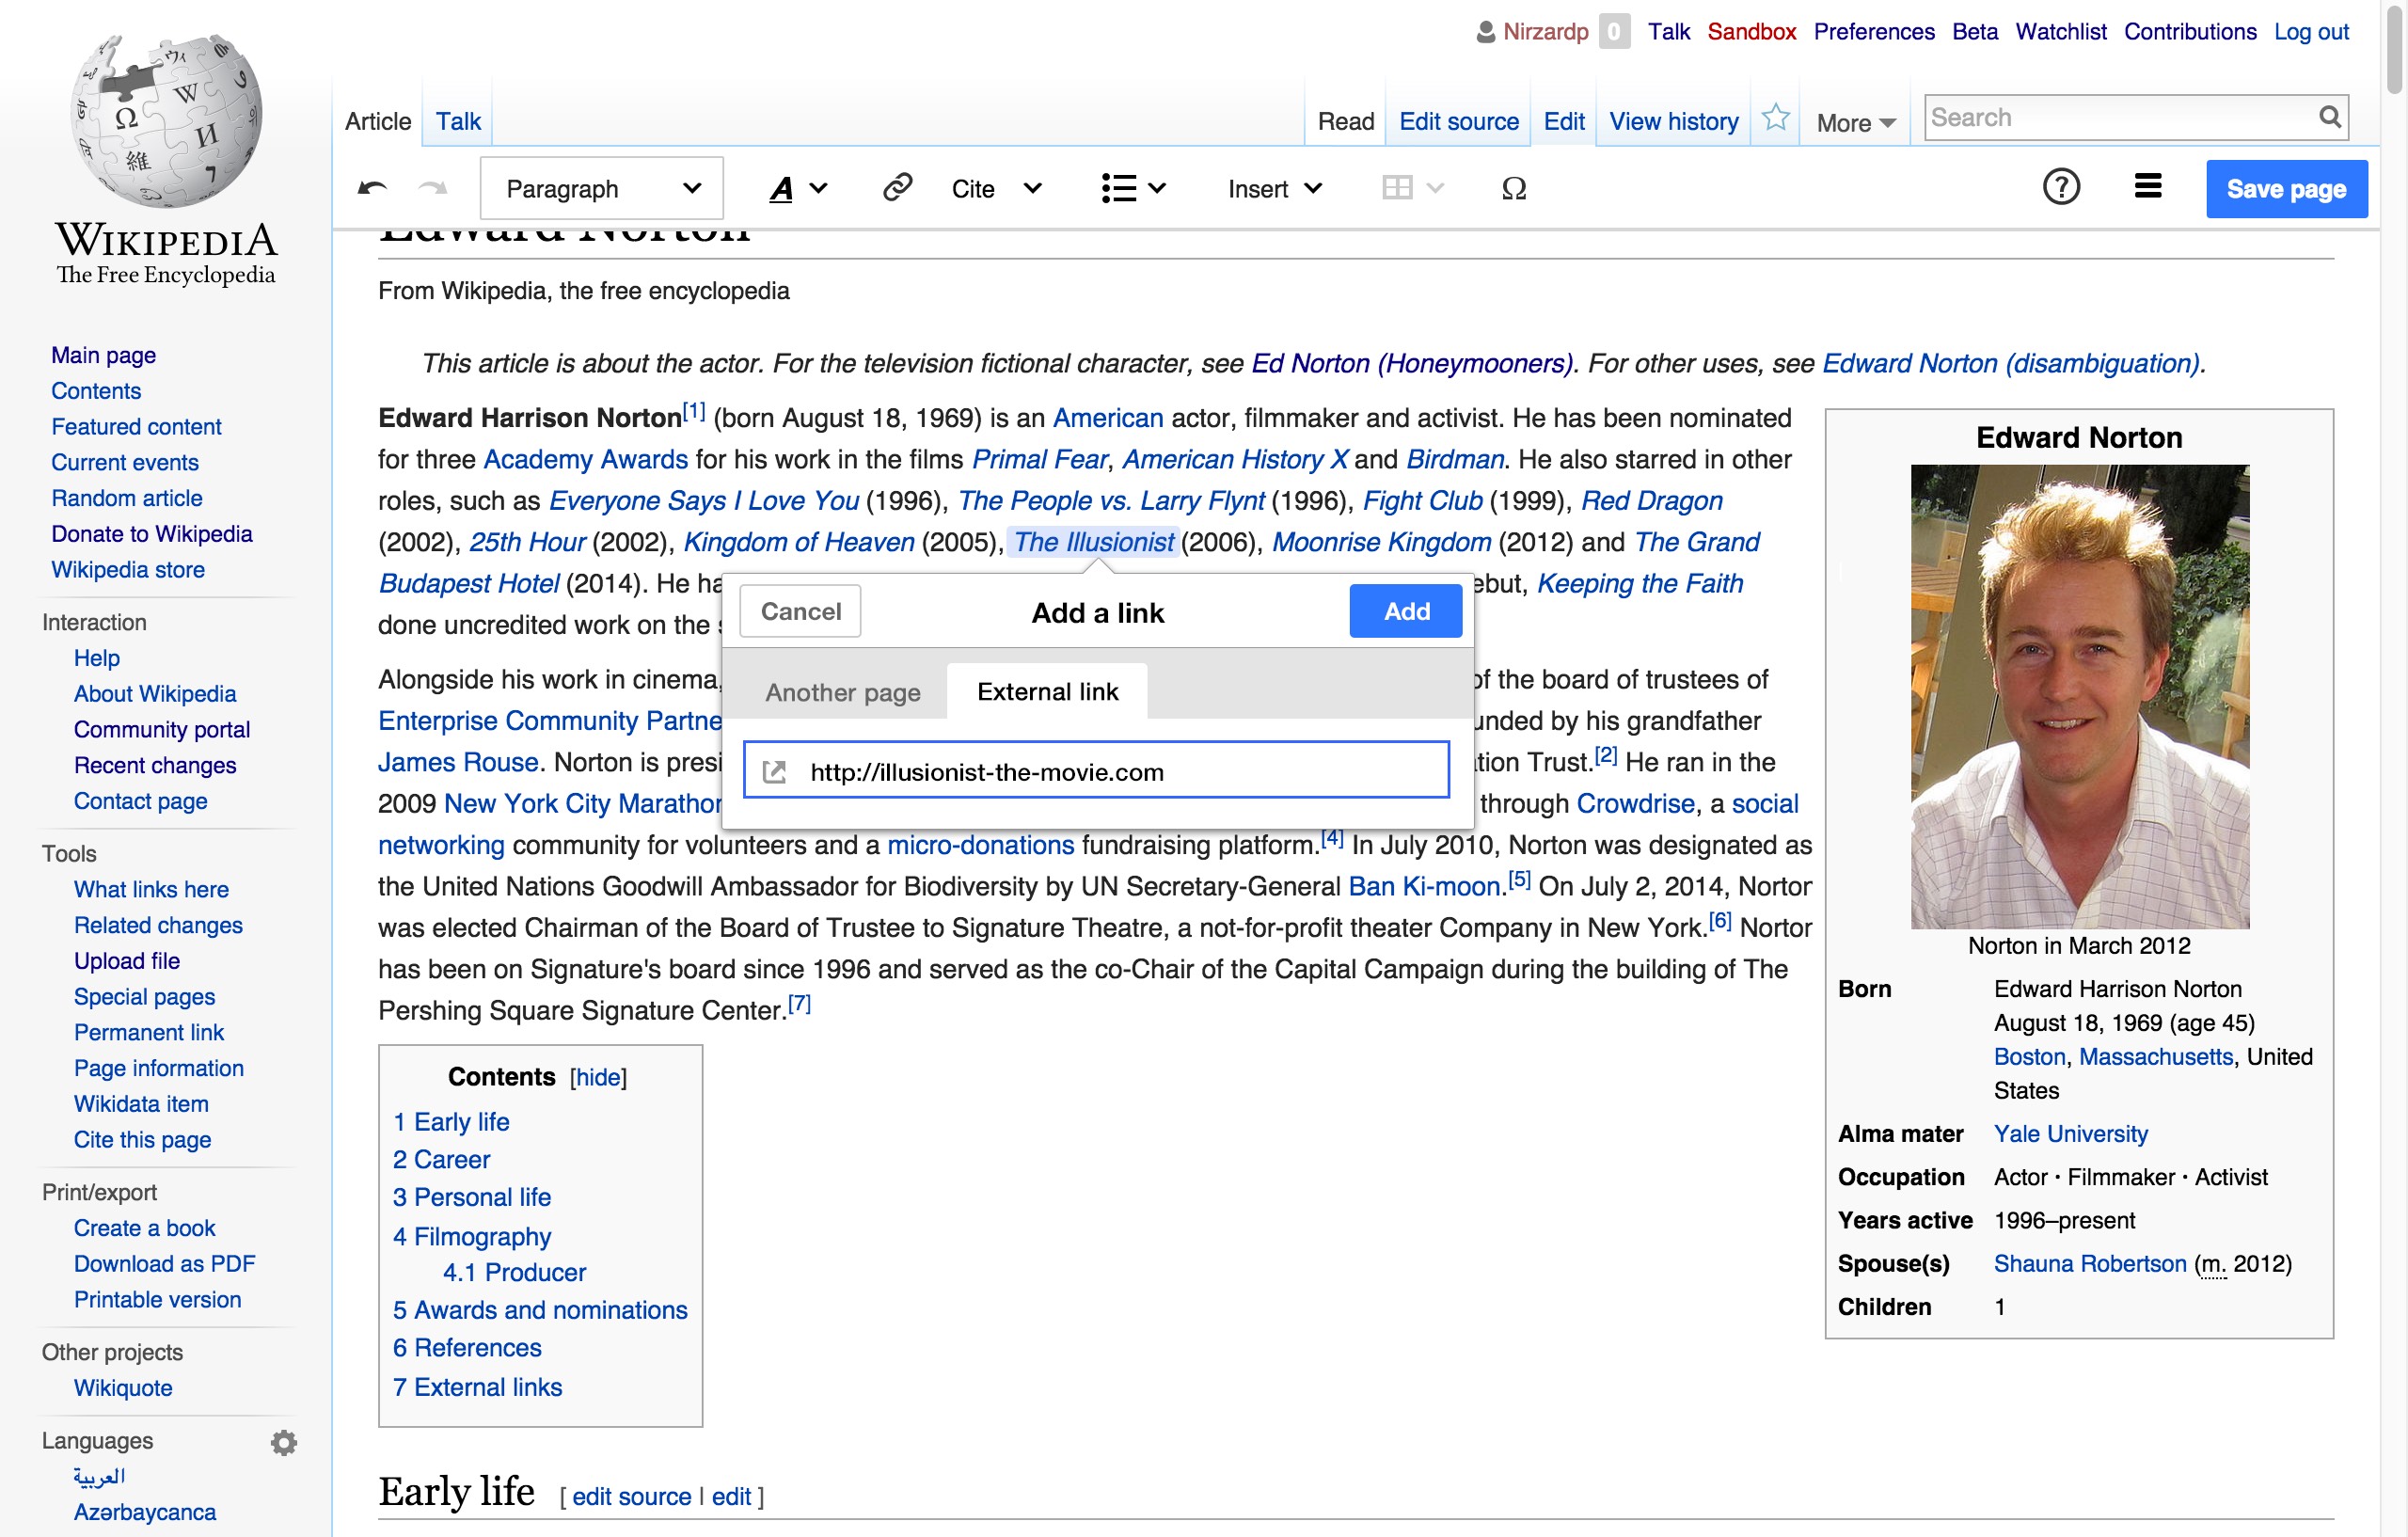 Nirzardp 0 Talk Sandbox Preferences Beta Watchlist Contributions Log out
Article Talk Read Edit source Edit View history More Search
Paragraph A Cite Insert Ω ? Save page
WIKIPEDIA
The Free Encyclopedia
Main page
Contents
Featured content
Current events
Random article
Donate to Wikipedia
Wikipedia store
Interaction
Help
About Wikipedia
Community portal
Recent changes
Contact page
Tools
What links here
Related changes
Upload file
Special pages
Permanent link
Page information
Wikidata item
Cite this page
Print/export
Create a book
Download as PDF
Printable version
Other projects
Wikiquote
Languages
العربية
Azərbaycanca
Edward Norton
From Wikipedia, the free encyclopedia
This article is about the actor. For the television fictional character, see Ed Norton (Honeymooners). For other uses, see Edward Norton (disambiguation).
Edward Harrison Norton[1] (born August 18, 1969) is an American actor, filmmaker and activist. He has been nominated
for three Academy Awards for his work in the films Primal Fear, American History X and Birdman. He also starred in other
roles, such as Everyone Says I Love You (1996), The People vs. Larry Flynt (1996), Fight Club (1999), Red Dragon
(2002), 25th Hour (2002), Kingdom of Heaven (2005), The Illusionist (2006), Moonrise Kingdom (2012) and The Grand
Budapest Hotel (2014). He ha ebut, Keeping the Faith
done uncredited work on the s
Cancel Add a link Add
Another page External link
http://illusionist-the-movie.com
Alongside his work in cinema, of the board of trustees of
Enterprise Community Partne unded by his grandfather
James Rouse. Norton is presi tion Trust.[2] He ran in the
2009 New York City Marathon through Crowdrise, a social
networking community for volunteers and a micro-donations fundraising platform.[4] In July 2010, Norton was designated as
the United Nations Goodwill Ambassador for Biodiversity by UN Secretary-General Ban Ki-moon.[5] On July 2, 2014, Norton
was elected Chairman of the Board of Trustee to Signature Theatre, a not-for-profit theater Company in New York.[6] Norton
has been on Signature's board since 1996 and served as the co-Chair of the Capital Campaign during the building of The
Pershing Square Signature Center.[7]
Contents [hide]
1 Early life
2 Career
3 Personal life
4 Filmography
4.1 Producer
5 Awards and nominations
6 References
7 External links
Early life [ edit source | edit ]
Edward Norton
Norton in March 2012
Born Edward Harrison Norton
August 18, 1969 (age 45)
Boston, Massachusetts, United
States
Alma mater Yale University
Occupation Actor · Filmmaker · Activist
Years active 1996–present
Spouse(s) Shauna Robertson (m. 2012)
Children 1